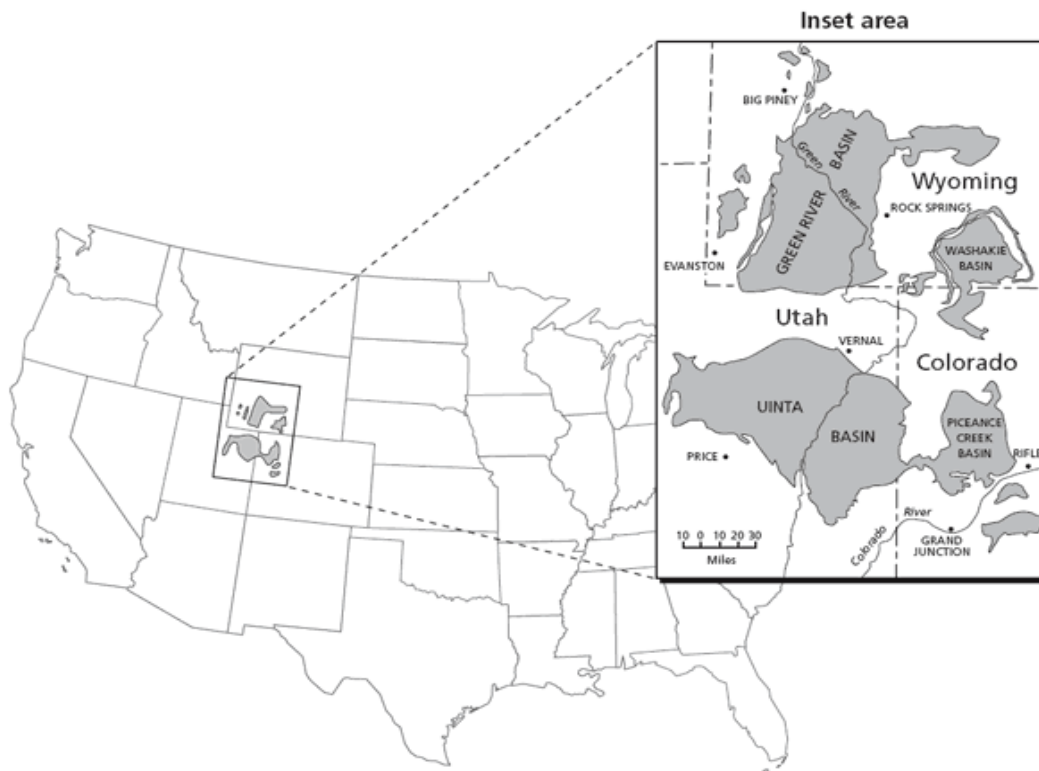 Inset area
BIG PINEY
Green
River
GREEN RIVER
BASIN
Wyoming
ROCK SPRINGS
EVANSTON
WASHAKIE
BASIN
Utah
VERNAL
Colorado
UINTA
BASIN
PICEANCE
CREEK
BASIN
PRICE
RIFLE
River
Colorado
GRAND
JUNCTION
10 0 10 20 30
Miles